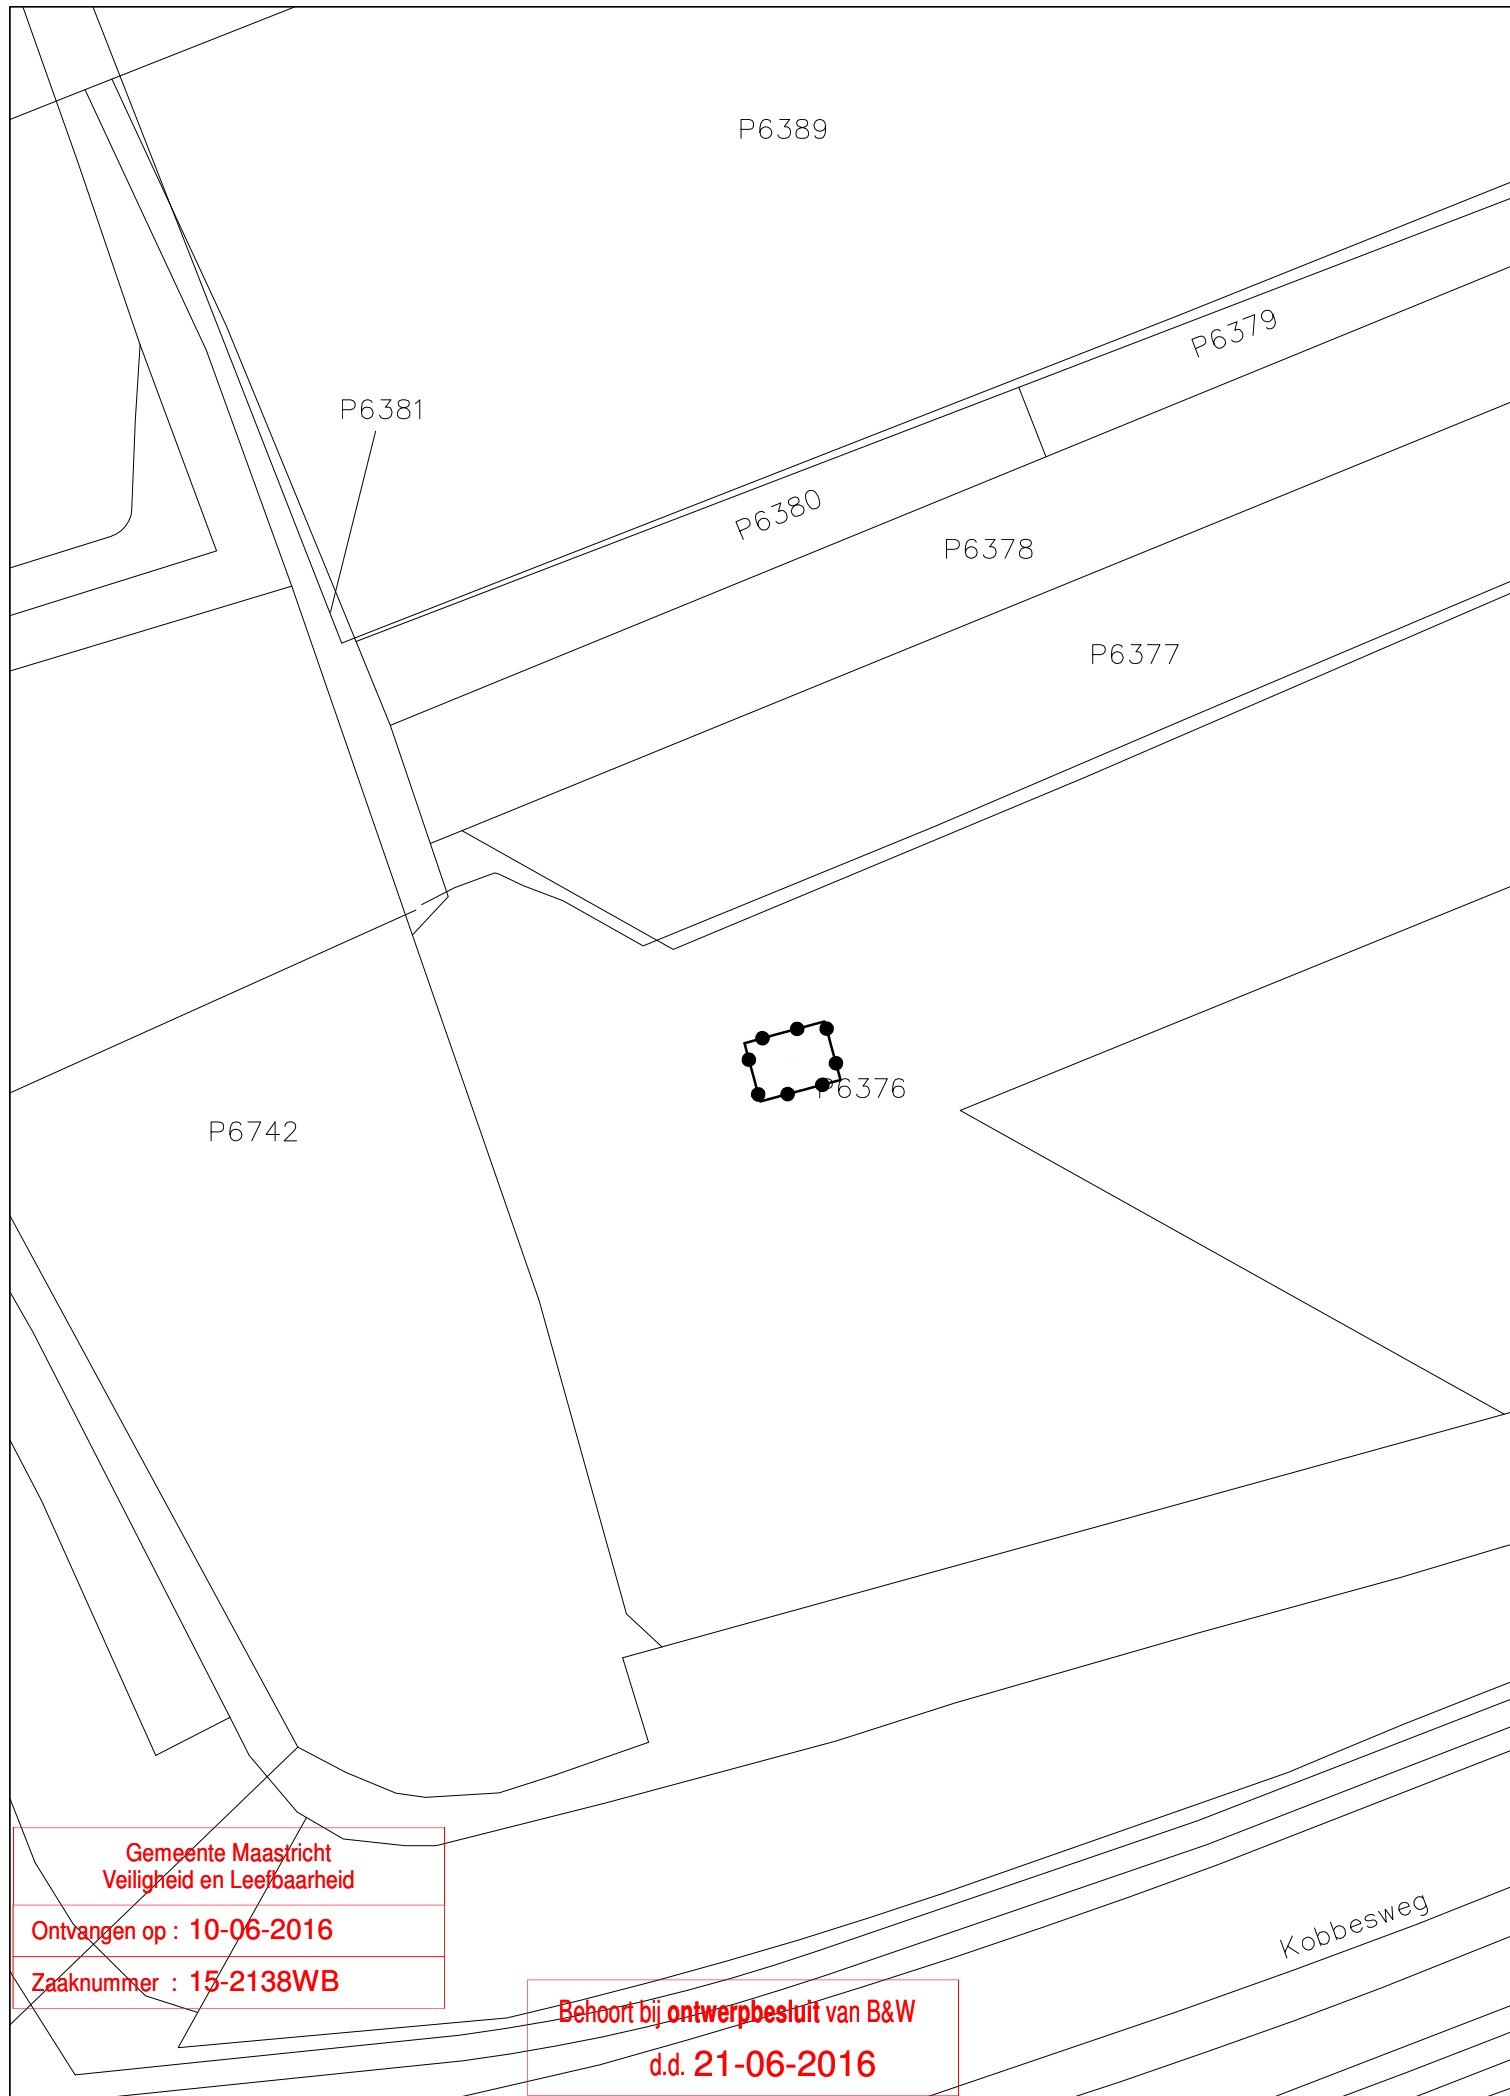 P6389
P6379
P6381
P6380
P6378
P6377
P6376
P6742
Gemeente Maastricht
Veiligheid en Leefbaarheid
Ontvangen op : 10-06-2016
Zaaknummer : 15-2138WB
Kobbesweg
Behoort bij ontwerpbesluit van B&W
d.d. 21-06-2016